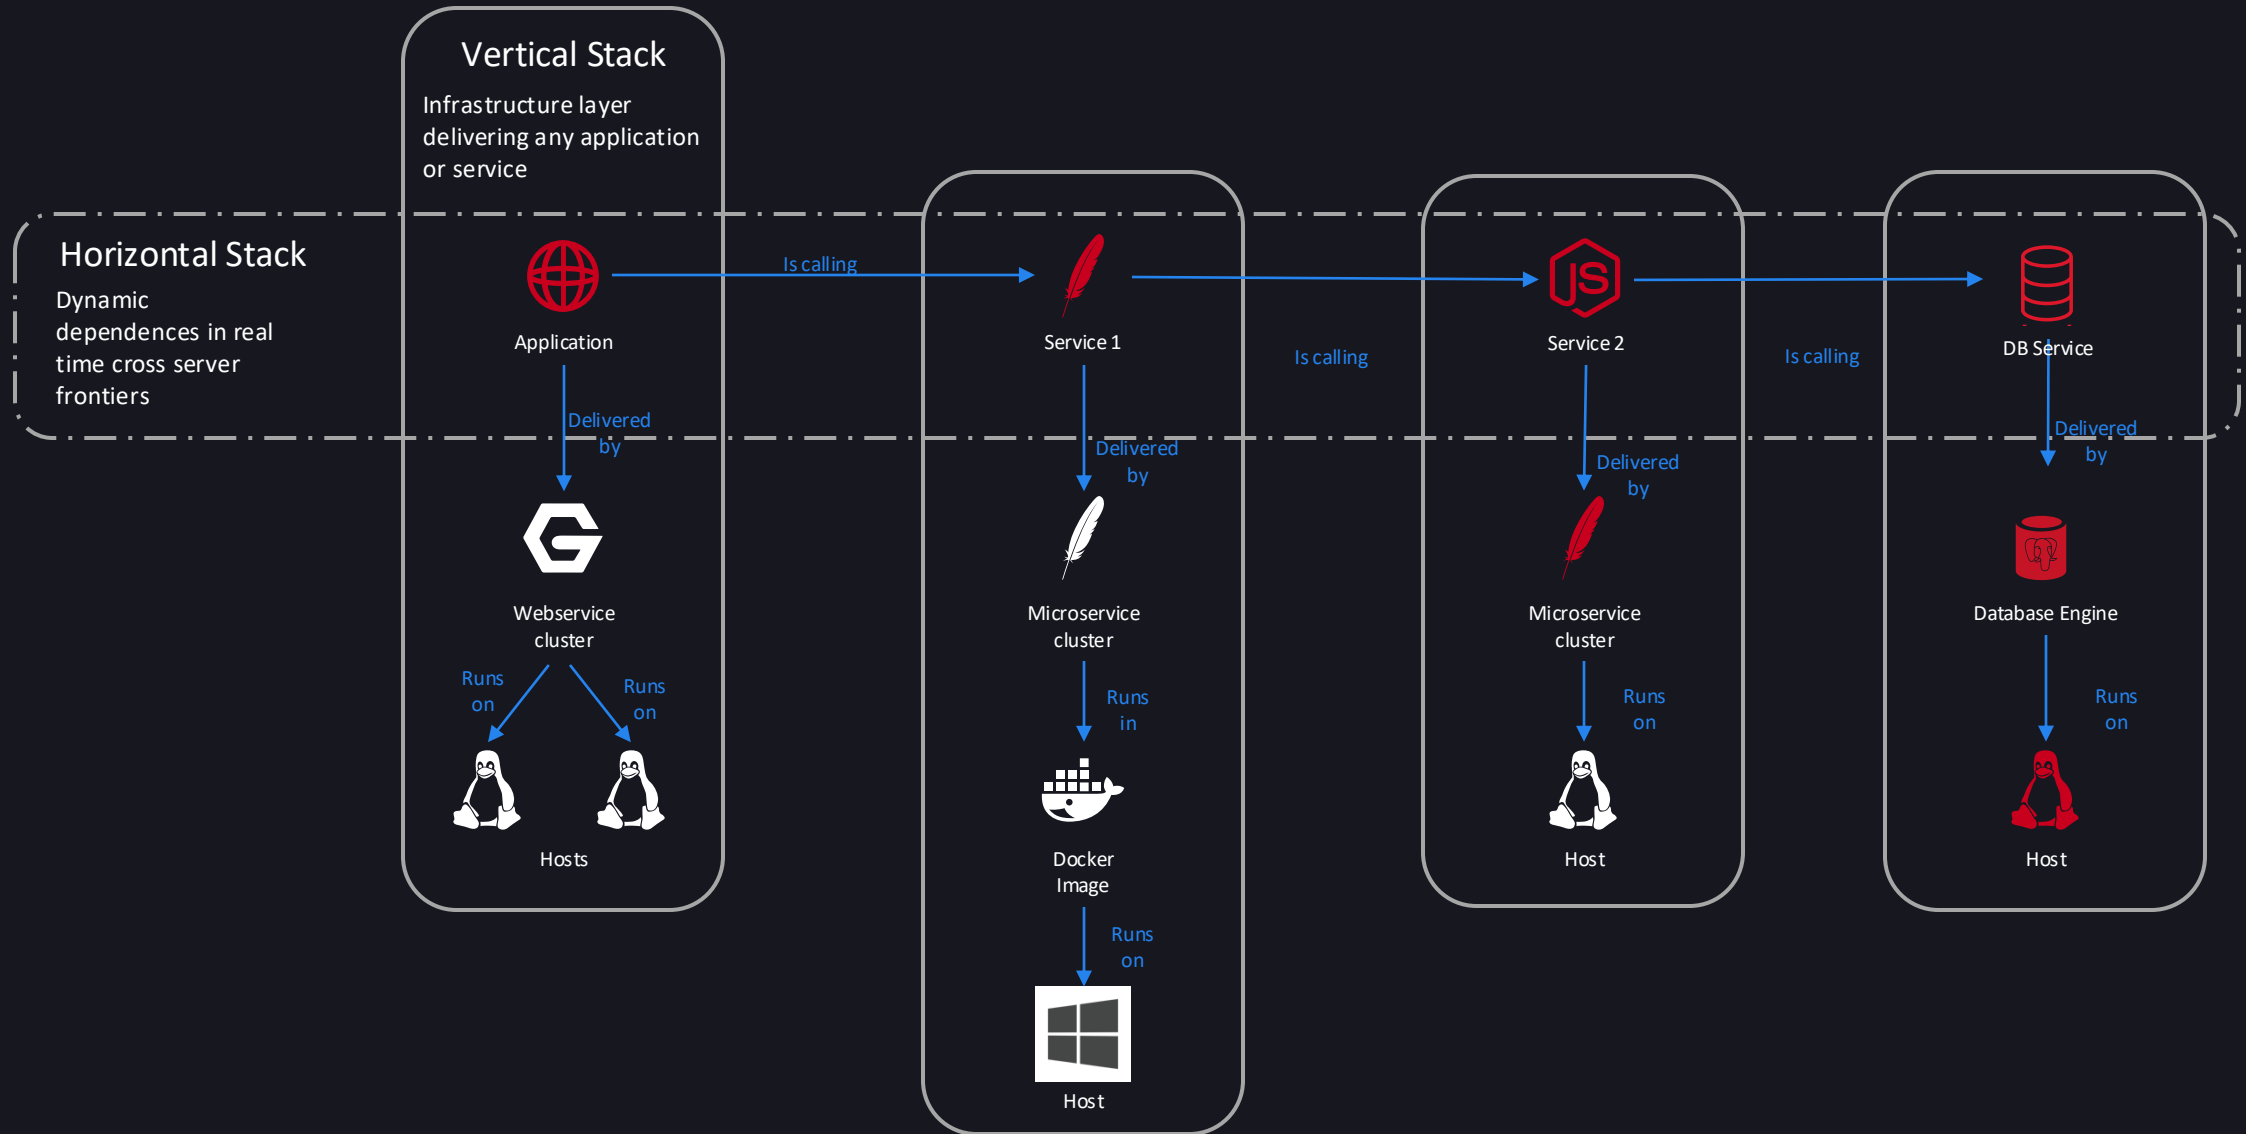 Vertical Stack
Infrastructure layer
delivering any application
or service
Horizontal Stack
Dynamic
dependences in real
time cross server
frontiers
Is calling
Is calling
Is calling
Application
Service 1
JS
Service 2
DB Service
Delivered
by
Delivered
by
Delivered
by
Delivered
by
Webservice
cluster
Microservice
cluster
Microservice
cluster
Database Engine
Runs
on
Runs
on
Runs
in
Runs
on
Runs
on
Hosts
Docker
Image
Host
Host
Runs
on
Host